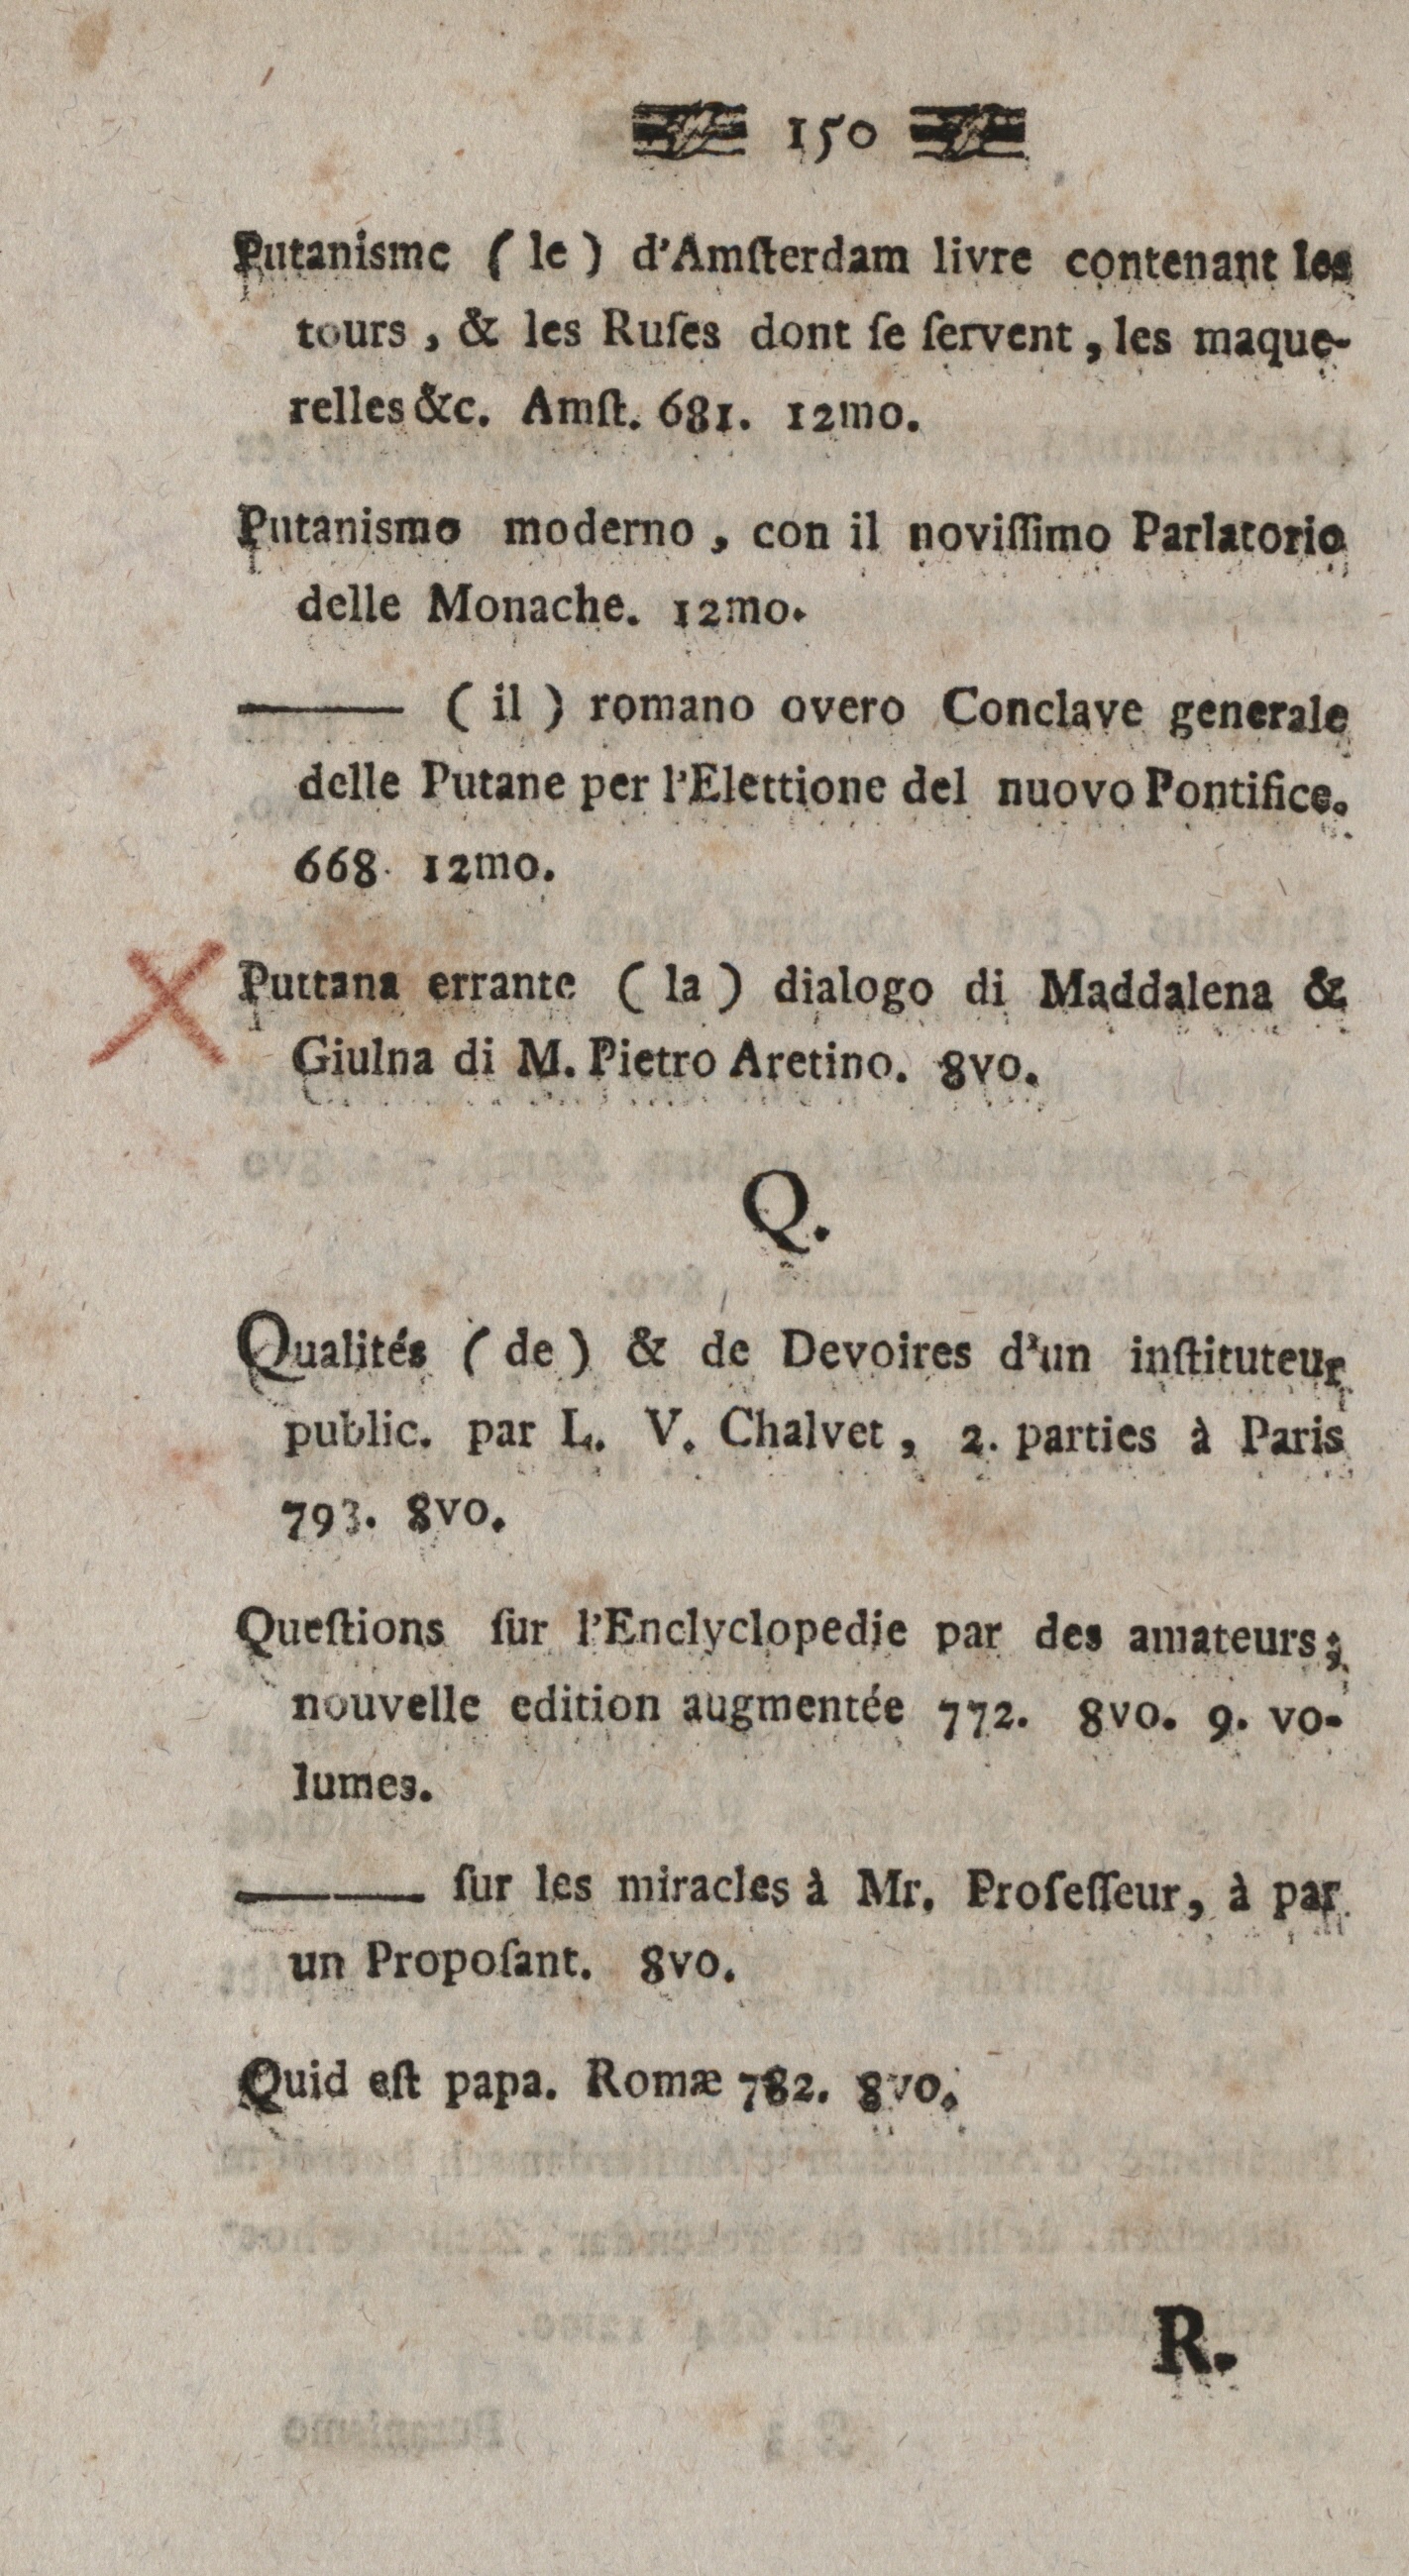 150
Putanisme ( le ) d'Amſterdam livre contenant les
tours , & les Ruſes dont ſe ſervent , les maque-
relles &c. Amſt. 681. 12mo.
Putanismo moderno , con il noviſſimo Parlatorio
delle Monache. 12mo.
——— ( il ) romano overo Conclave generale
delle Putane per l'Elettione del nuovo Pontifice.
668. 12mo.
Puttana errante ( la ) dialogo di Maddalena &
Giulna di M. Pietro Aretino. 8vo.
Q.
Qualités ( de ) & de Devoires d'un inſtituteur
public. par L. V. Chalvet , 2. parties à Paris
793. 8vo.
Queſtions ſur l'Enclyclopedie par des amateurs ;
nouvelle edition augmentée 772. 8vo. 9. vo-
lumes.
——— ſur les miracles à Mr. Profeſſeur, à par
un Propoſant. 8vo.
Quid eſt papa. Romæ 782. 8vo.
R.